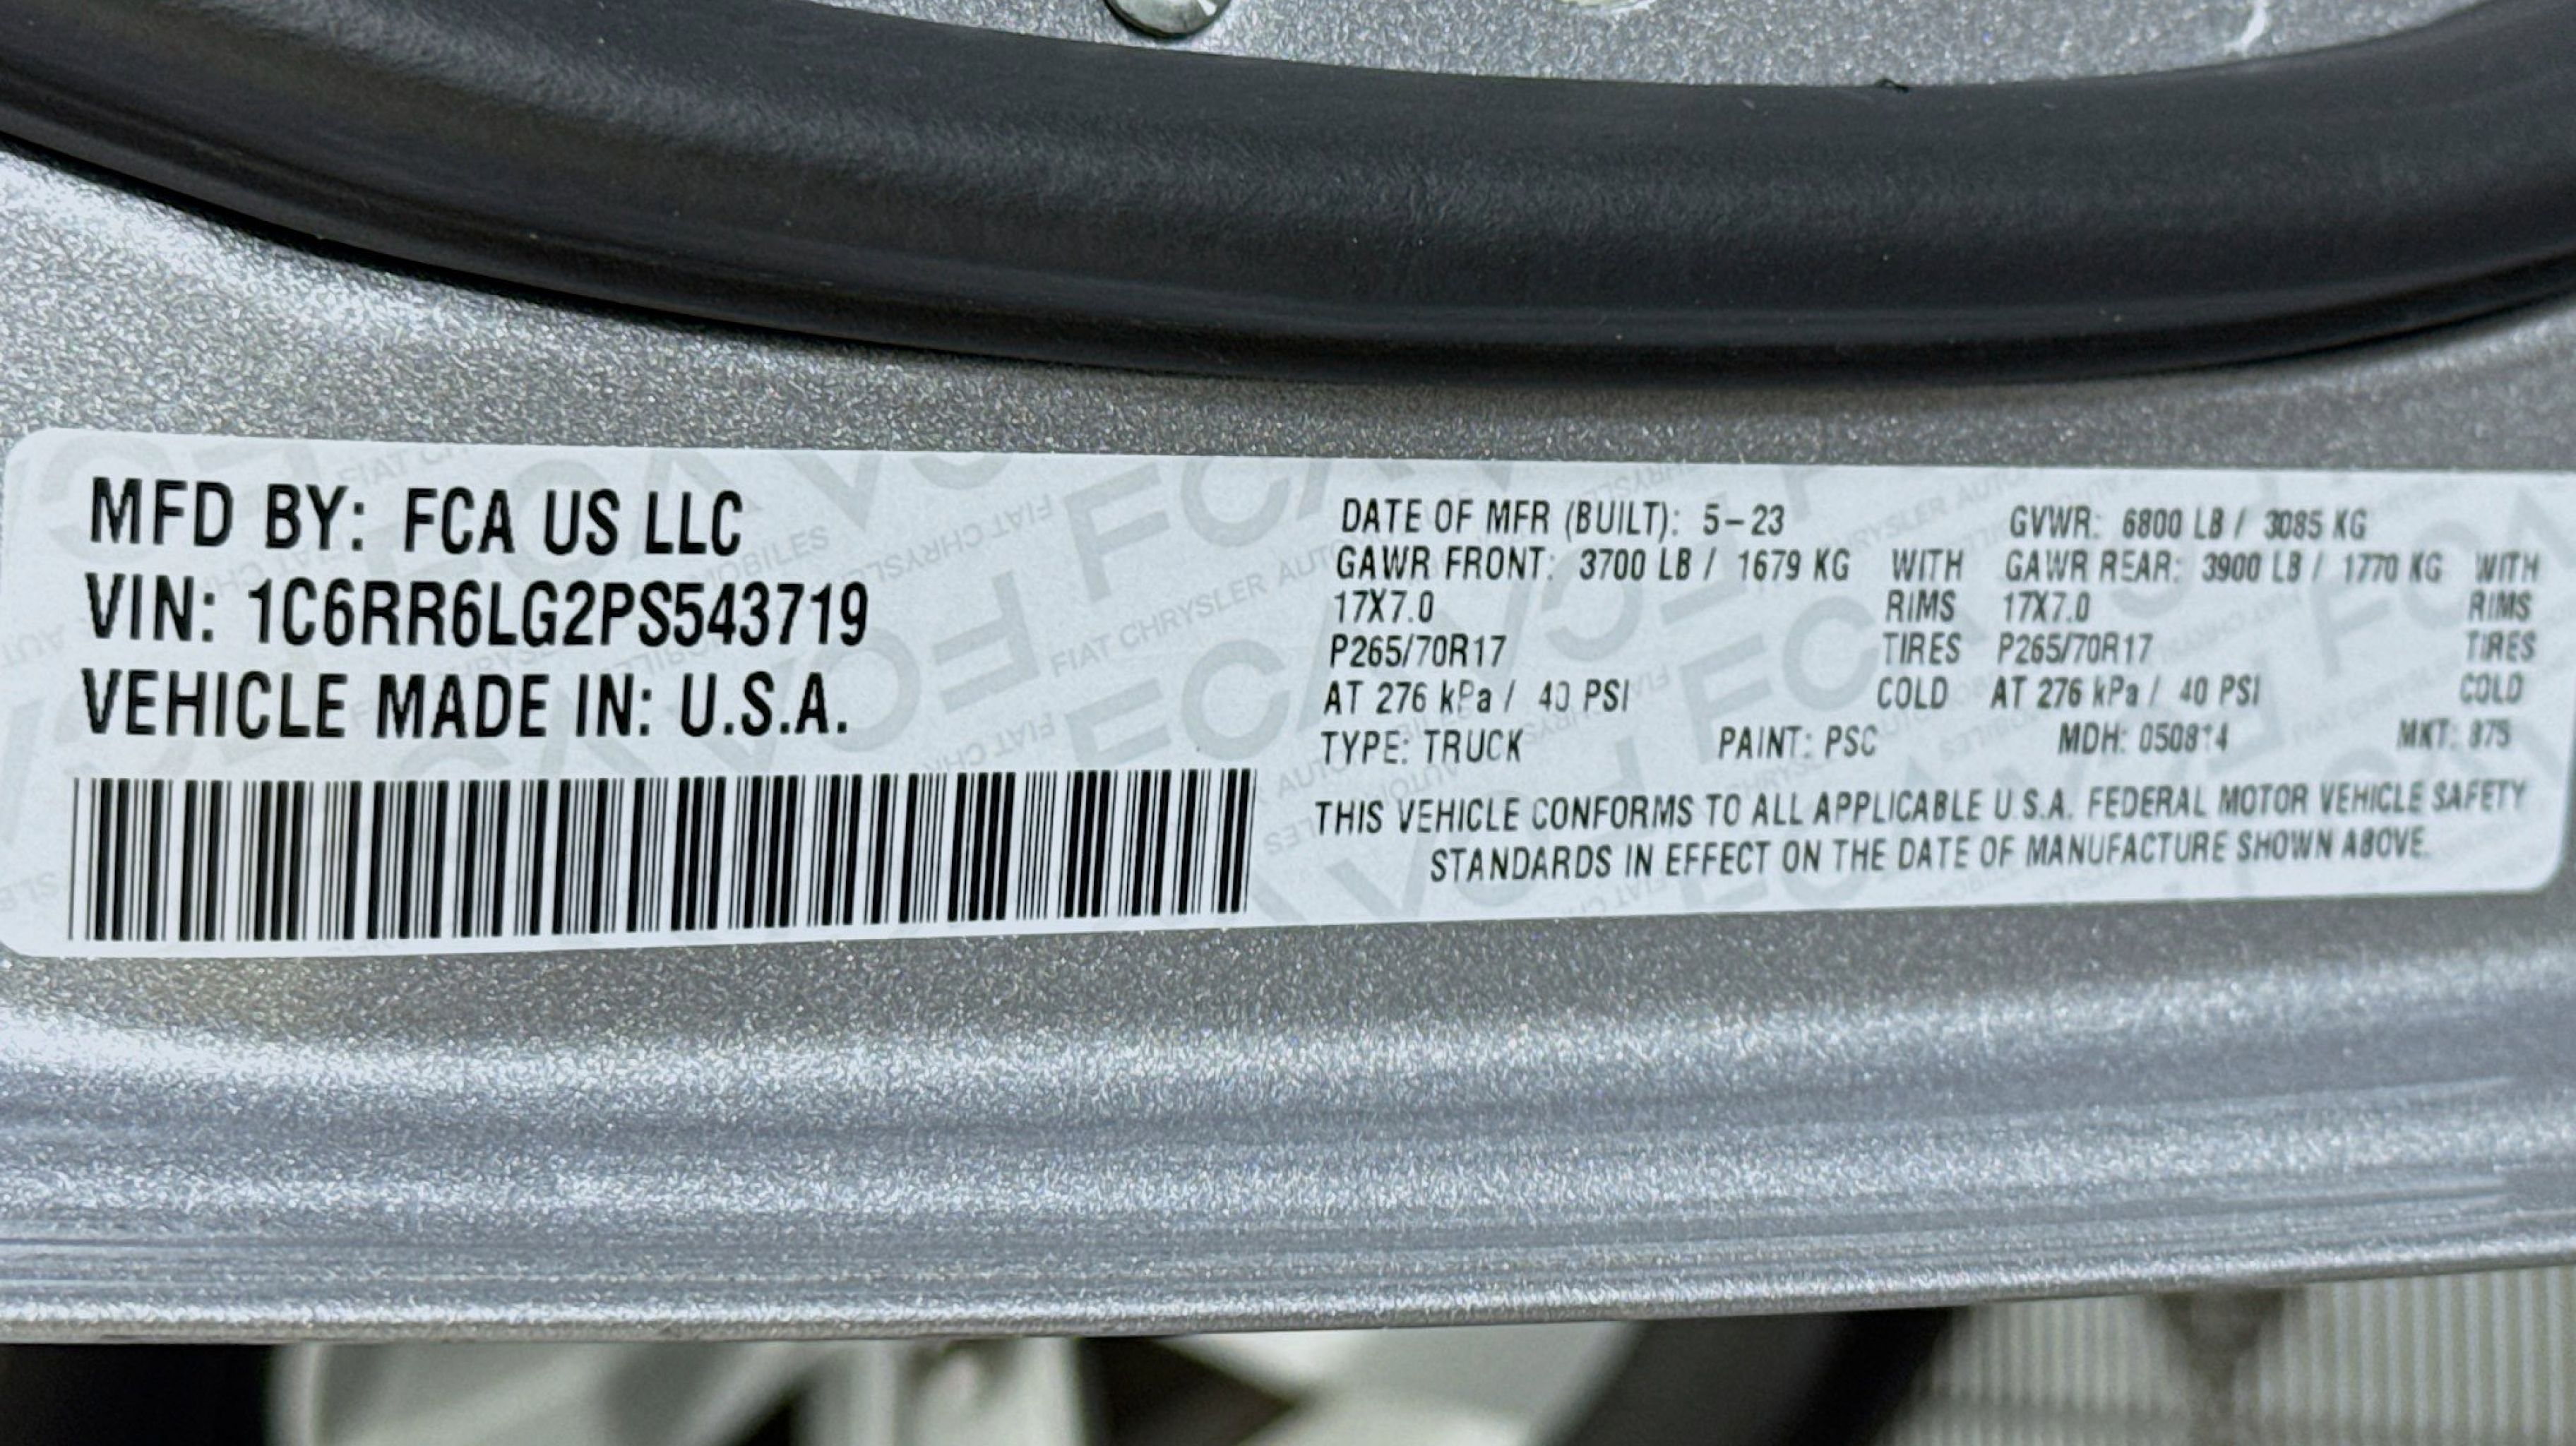 MFD BY: FCA US LLC
VIN: 1C6RR6LG2PS543719
VEHICLE MADE IN: U.S.A.
DATE OF MFR (BUILT): 5-23 GVWR: 6800 LB / 3085 KG
GAWR FRONT: 3700 LB / 1679 KG WITH GAWR REAR: 3900 LB / 1770 KG WITH
17X7.0 RIMS 17X7.0 RIMS
P265/70R17 TIRES P265/70R17 TIRES
AT 276 kPa / 40 PSI COLD AT 276 kPa / 40 PSI COLD
TYPE: TRUCK PAINT: PSC MDH: 050814 MKT:
THIS VEHICLE CONFORMS TO ALL APPLICABLE U.S.A. FEDERAL MOTOR VEHICLE SAFETY
STANDARDS IN EFFECT ON THE DATE OF MANUFACTURE SHOWN ABOVE.